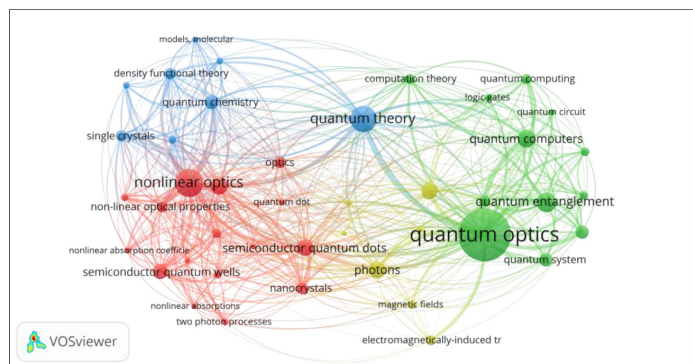 models, molecular
density functional theory
computation theory
quantum computing
quantum chemistry
logic gates
quantum theory
quantum circuit
single crystals
quantum computers
optics
nonlinear optics
quantum dot
non-linear optical properties
quantum entanglement
quantum optics
nonlinear absorption coefficie
semiconductor quantum dots
quantum system
semiconductor quantum wells
photons
nanocrystals
nonlinear absorptions
magnetic fields
two photon processes
electromagnetically-induced tr
VOSviewer